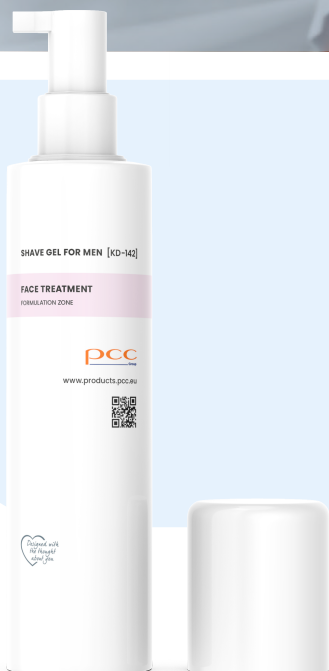 SHAVE GEL FOR MEN [KD-142]
FACE TREATMENT
FORMULATION ZONE
pcc
Group
www.products.pcc.eu
Designed with
the thought
about you